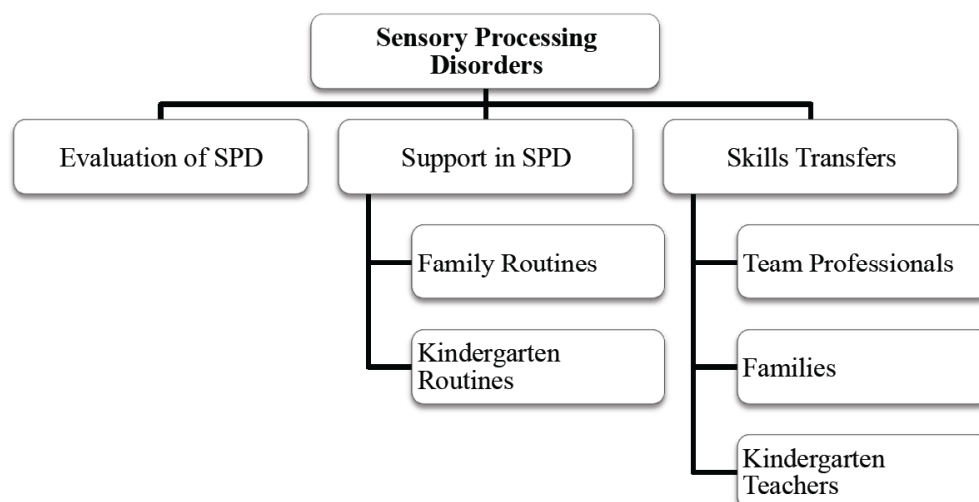 Sensory Processing
Disorders
Evaluation of SPD
Support in SPD
Skills Transfers
Family Routines
Kindergarten
Routines
Team Professionals
Families
Kindergarten
Teachers